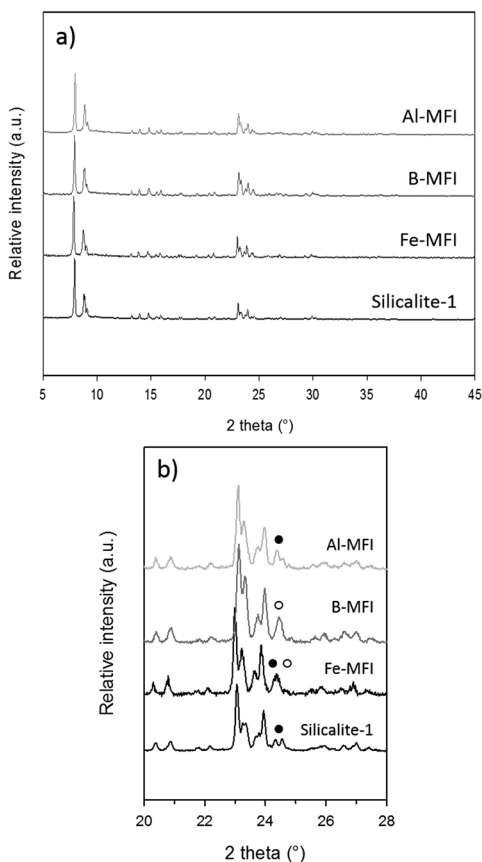 a)
Relative intensity (a.u.)
Al-MFI
B-MFI
Fe-MFI
Silicalite-1
5 10 15 20 25 30 35 40 45
2 theta (°)
b)
Relative intensity (a.u.)
Al-MFI
B-MFI
Fe-MFI
Silicalite-1
20 22 24 26 28
2 theta (°)